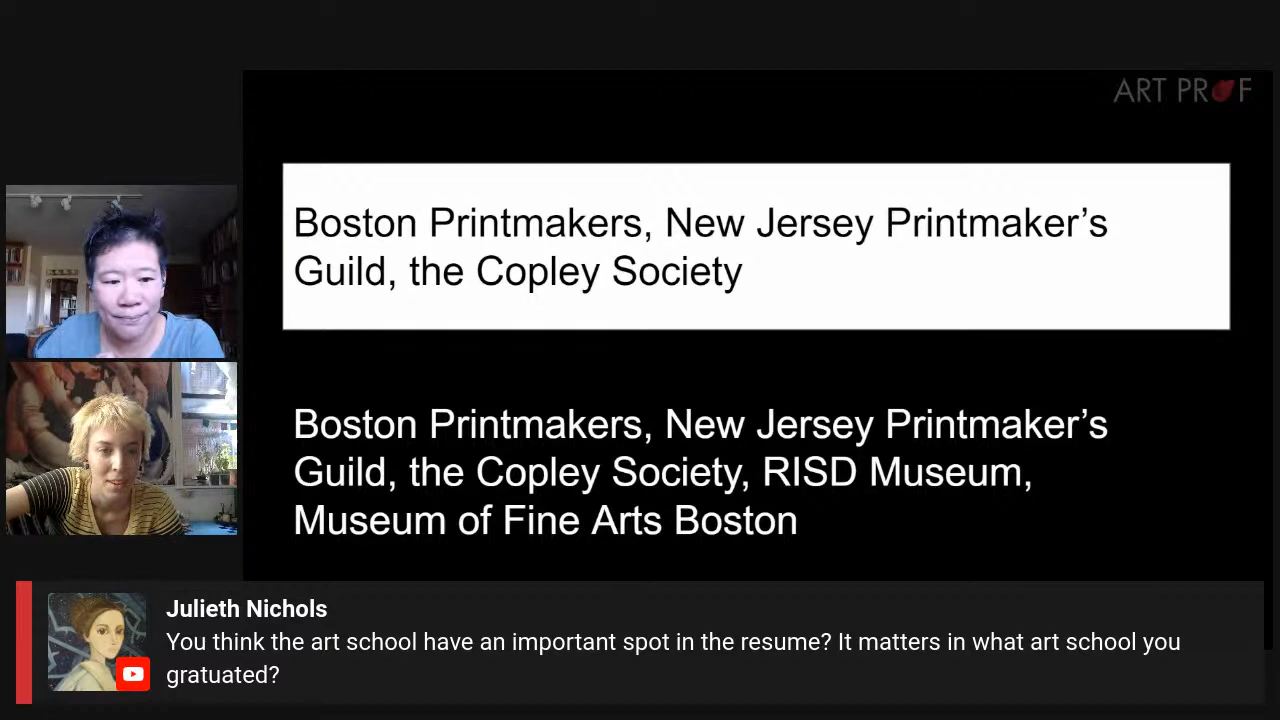 ART PROF
Boston Printmakers, New Jersey Printmaker’s
Guild, the Copley Society
Boston Printmakers, New Jersey Printmaker’s
Guild, the Copley Society, RISD Museum,
Museum of Fine Arts Boston
Julieth Nichols
You think the art school have an important spot in the resume? It matters in what art school you
gratuated?